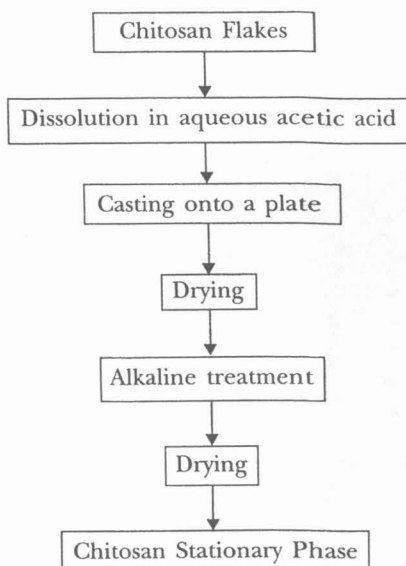 Chitosan Flakes
Dissolution in aqueous acetic acid
Casting onto a plate
Drying
Alkaline treatment
Drying
Chitosan Stationary Phase